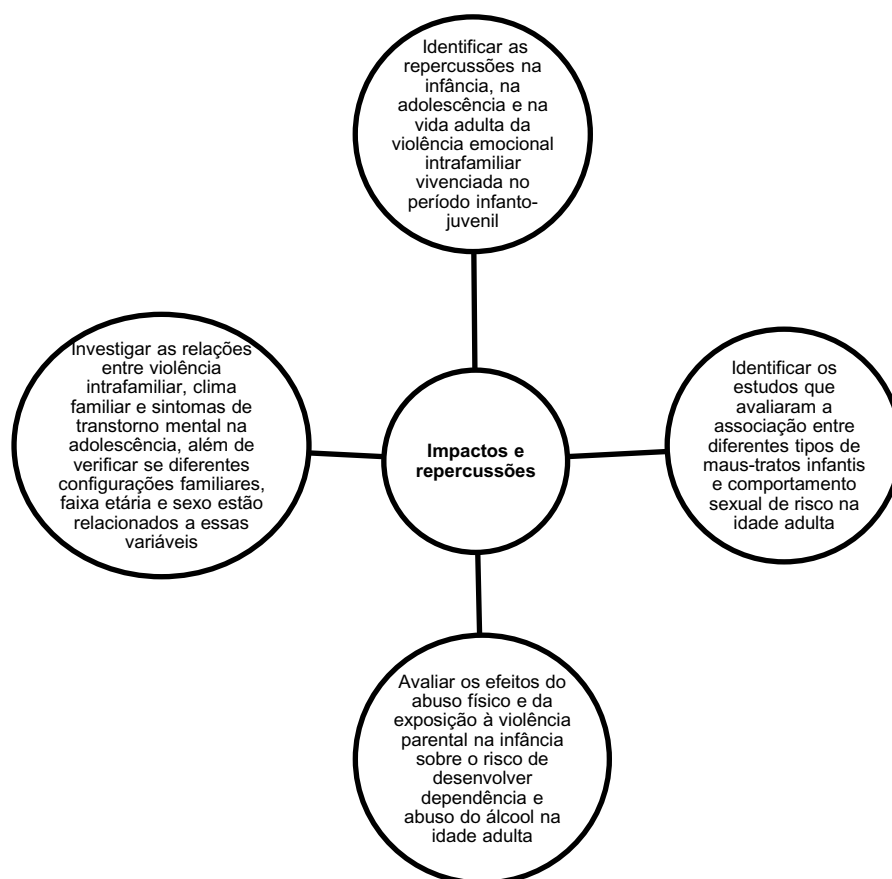 Identificar as
repercussões na
infância, na
adolescência e na
vida adulta da
violência emocional
intrafamiliar
vivenciada no
período infanto-
juvenil
Investigar as relações
entre violência
intrafamiliar, clima
familiar e sintomas de
transtorno mental na
adolescência, além de
verificar se diferentes
configurações familiares,
faixa etária e sexo estão
relacionados a essas
variáveis
Impactos e
repercussões
Identificar os
estudos que
avaliaram a
associação entre
diferentes tipos de
maus-tratos infantis
e comportamento
sexual de risco na
idade adulta
Avaliar os efeitos do
abuso físico e da
exposição à violência
parental na infância
sobre o risco de
desenvolver
dependência e
abuso do álcool na
idade adulta